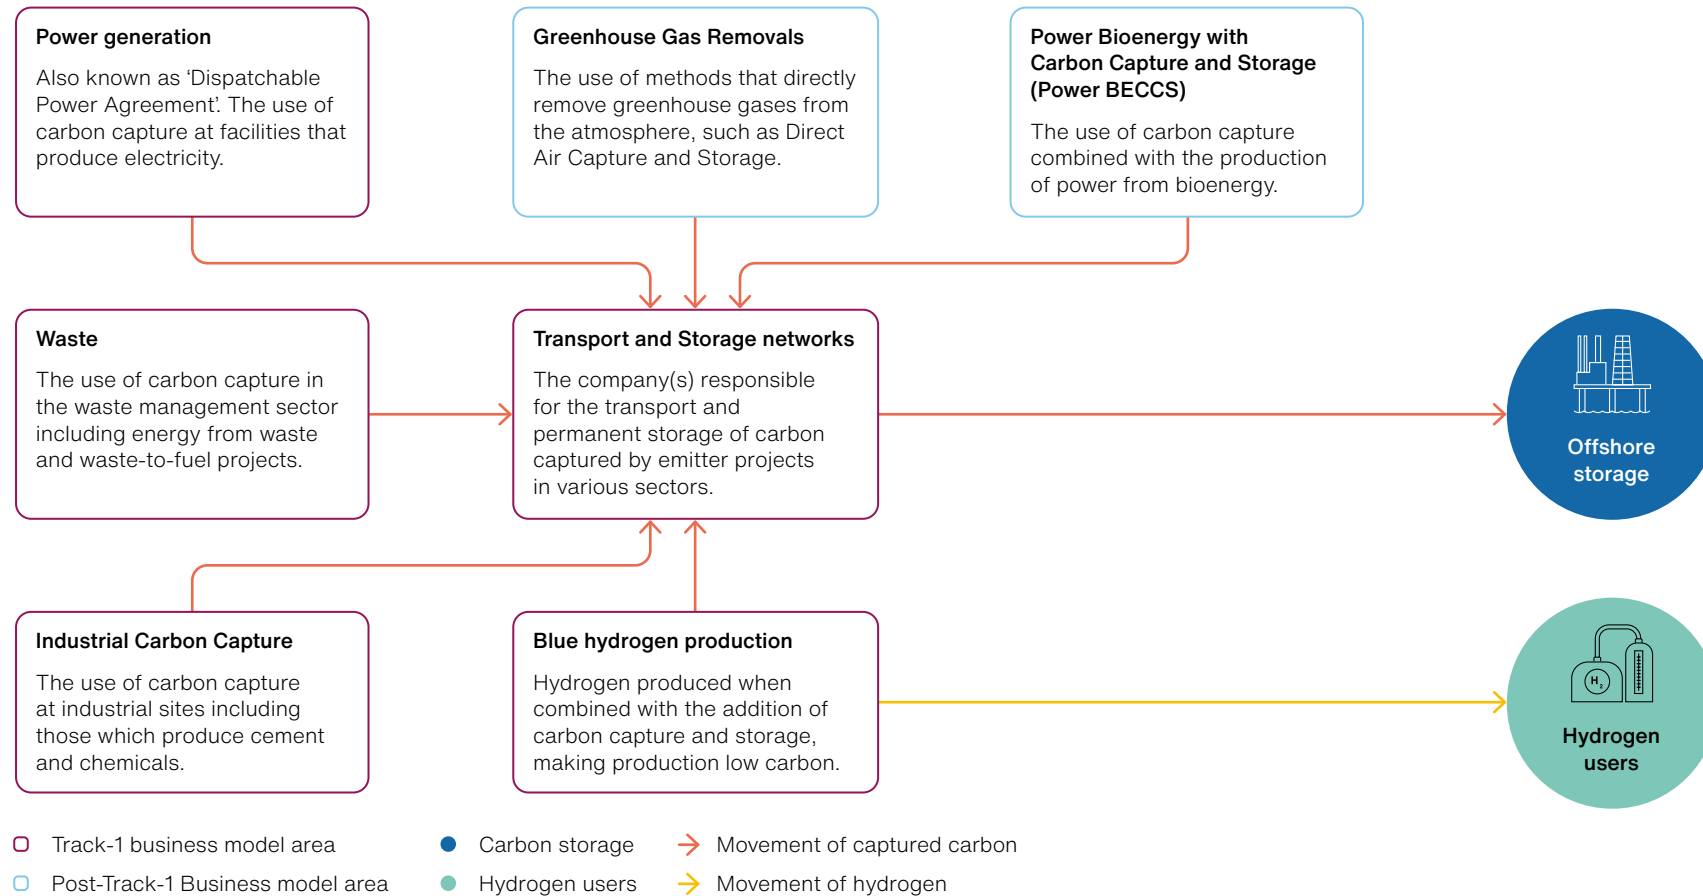 Power generation
Also known as ‘Dispatchable
Power Agreement’. The use of
carbon capture at facilities that
produce electricity.
Greenhouse Gas Removals
The use of methods that directly
remove greenhouse gases from
the atmosphere, such as Direct
Air Capture and Storage.
Power Bioenergy with
Carbon Capture and Storage
(Power BECCS)
The use of carbon capture
combined with the production
of power from bioenergy.
Waste
The use of carbon capture in
the waste management sector
including energy from waste
and waste-to-fuel projects.
Transport and Storage networks
The company(s) responsible
for the transport and
permanent storage of carbon
captured by emitter projects
in various sectors.
Offshore
storage
Industrial Carbon Capture
The use of carbon capture
at industrial sites including
those which produce cement
and chemicals.
Blue hydrogen production
Hydrogen produced when
combined with the addition of
carbon capture and storage,
making production low carbon.
H2
Hydrogen
users
Track-1 business model area
Carbon storage
Movement of captured carbon
Post-Track-1 Business model area
Hydrogen users
Movement of hydrogen